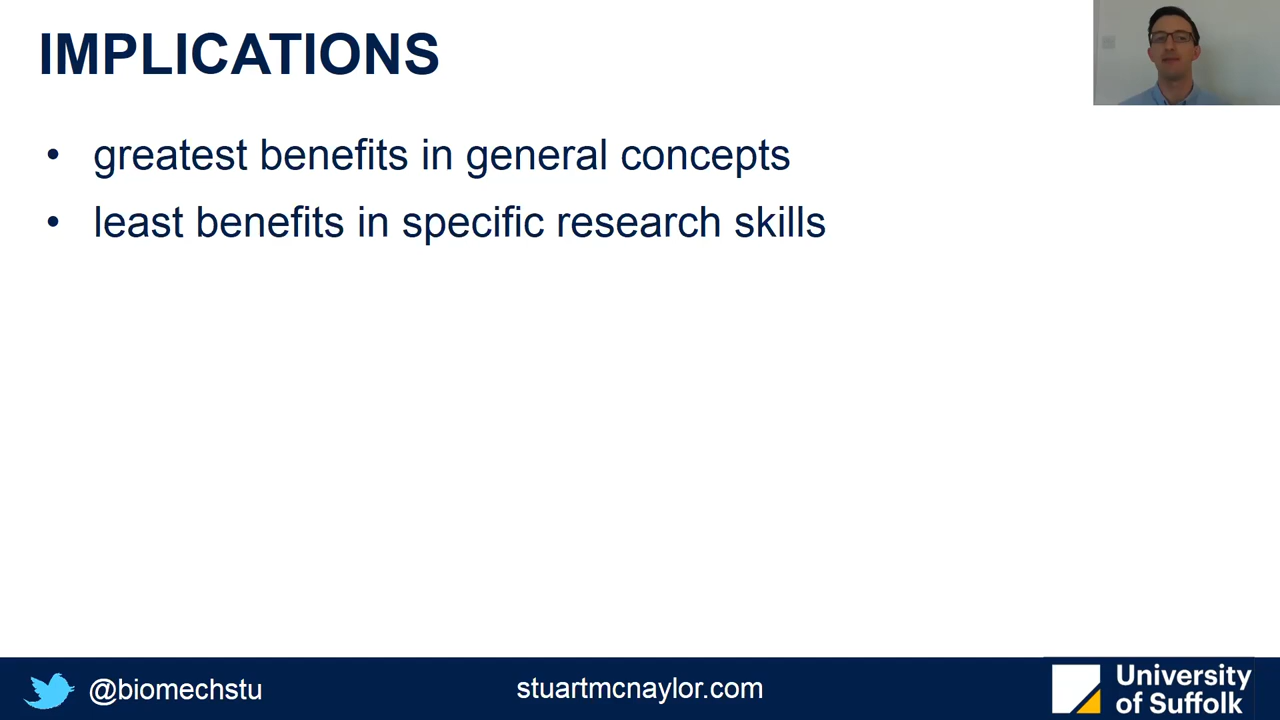 IMPLICATIONS
• greatest benefits in general concepts
• least benefits in specific research skills
@biomechstu
stuartmcnaylor.com
University
of Suffolk